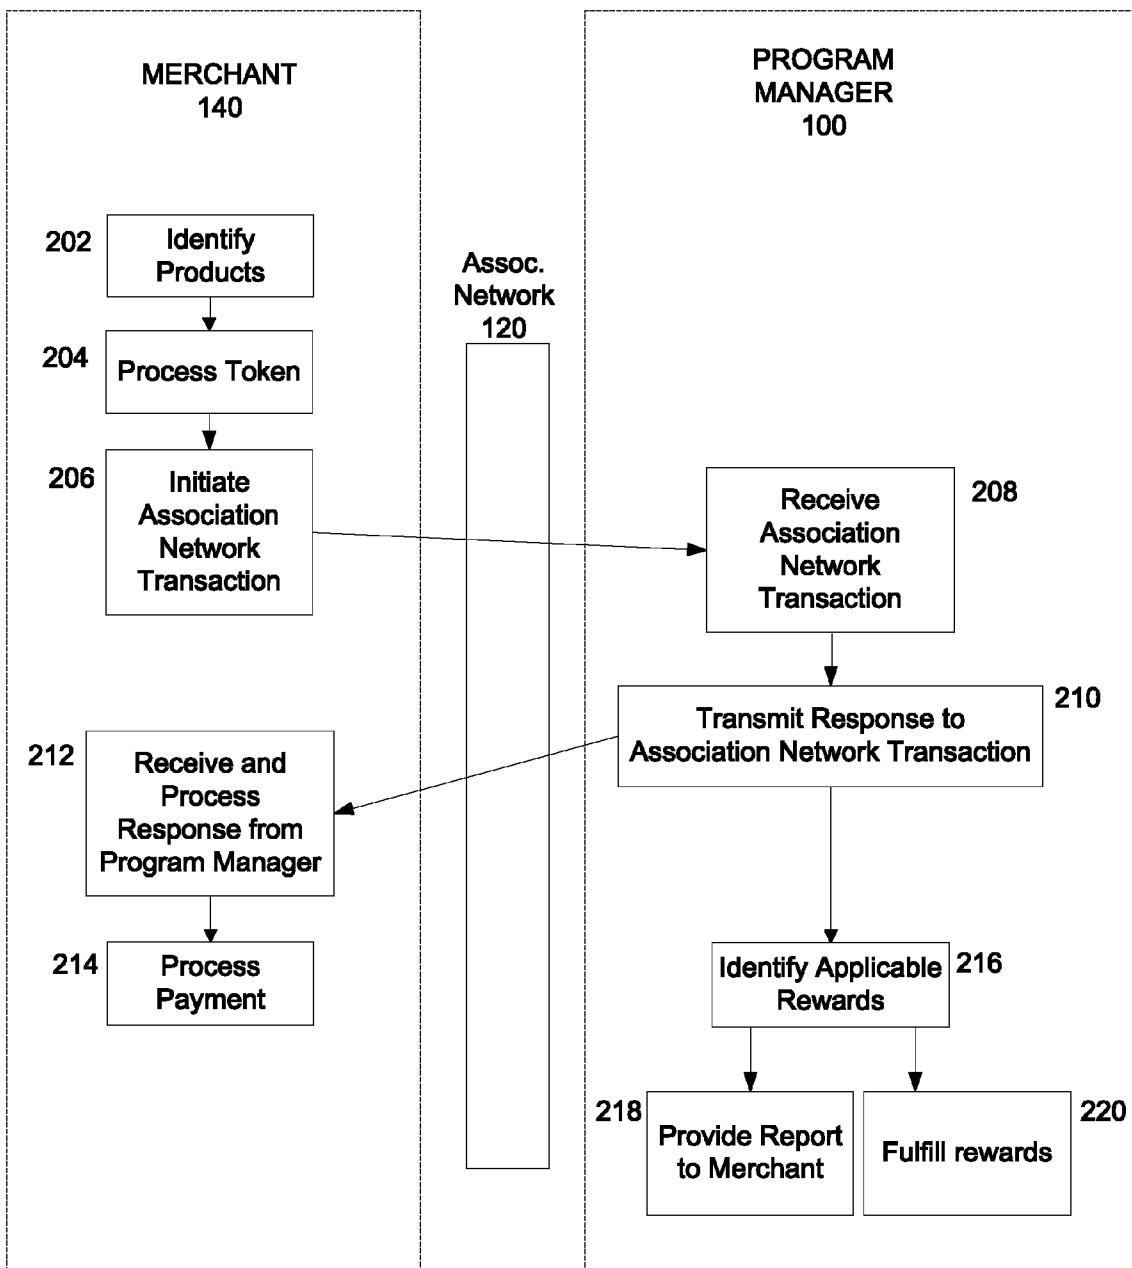 MERCHANT
140
PROGRAM
MANAGER
100
202
Identify
Products
204
Process Token
206
Initiate
Association
Network
Transaction
Assoc.
Network
120
208
Receive
Association
Network
Transaction
210
Transmit Response to
Association Network Transaction
212
Receive and
Process
Response from
Program Manager
214
Process
Payment
216
Identify Applicable
Rewards
218
Provide Report
to Merchant
220
Fulfill rewards